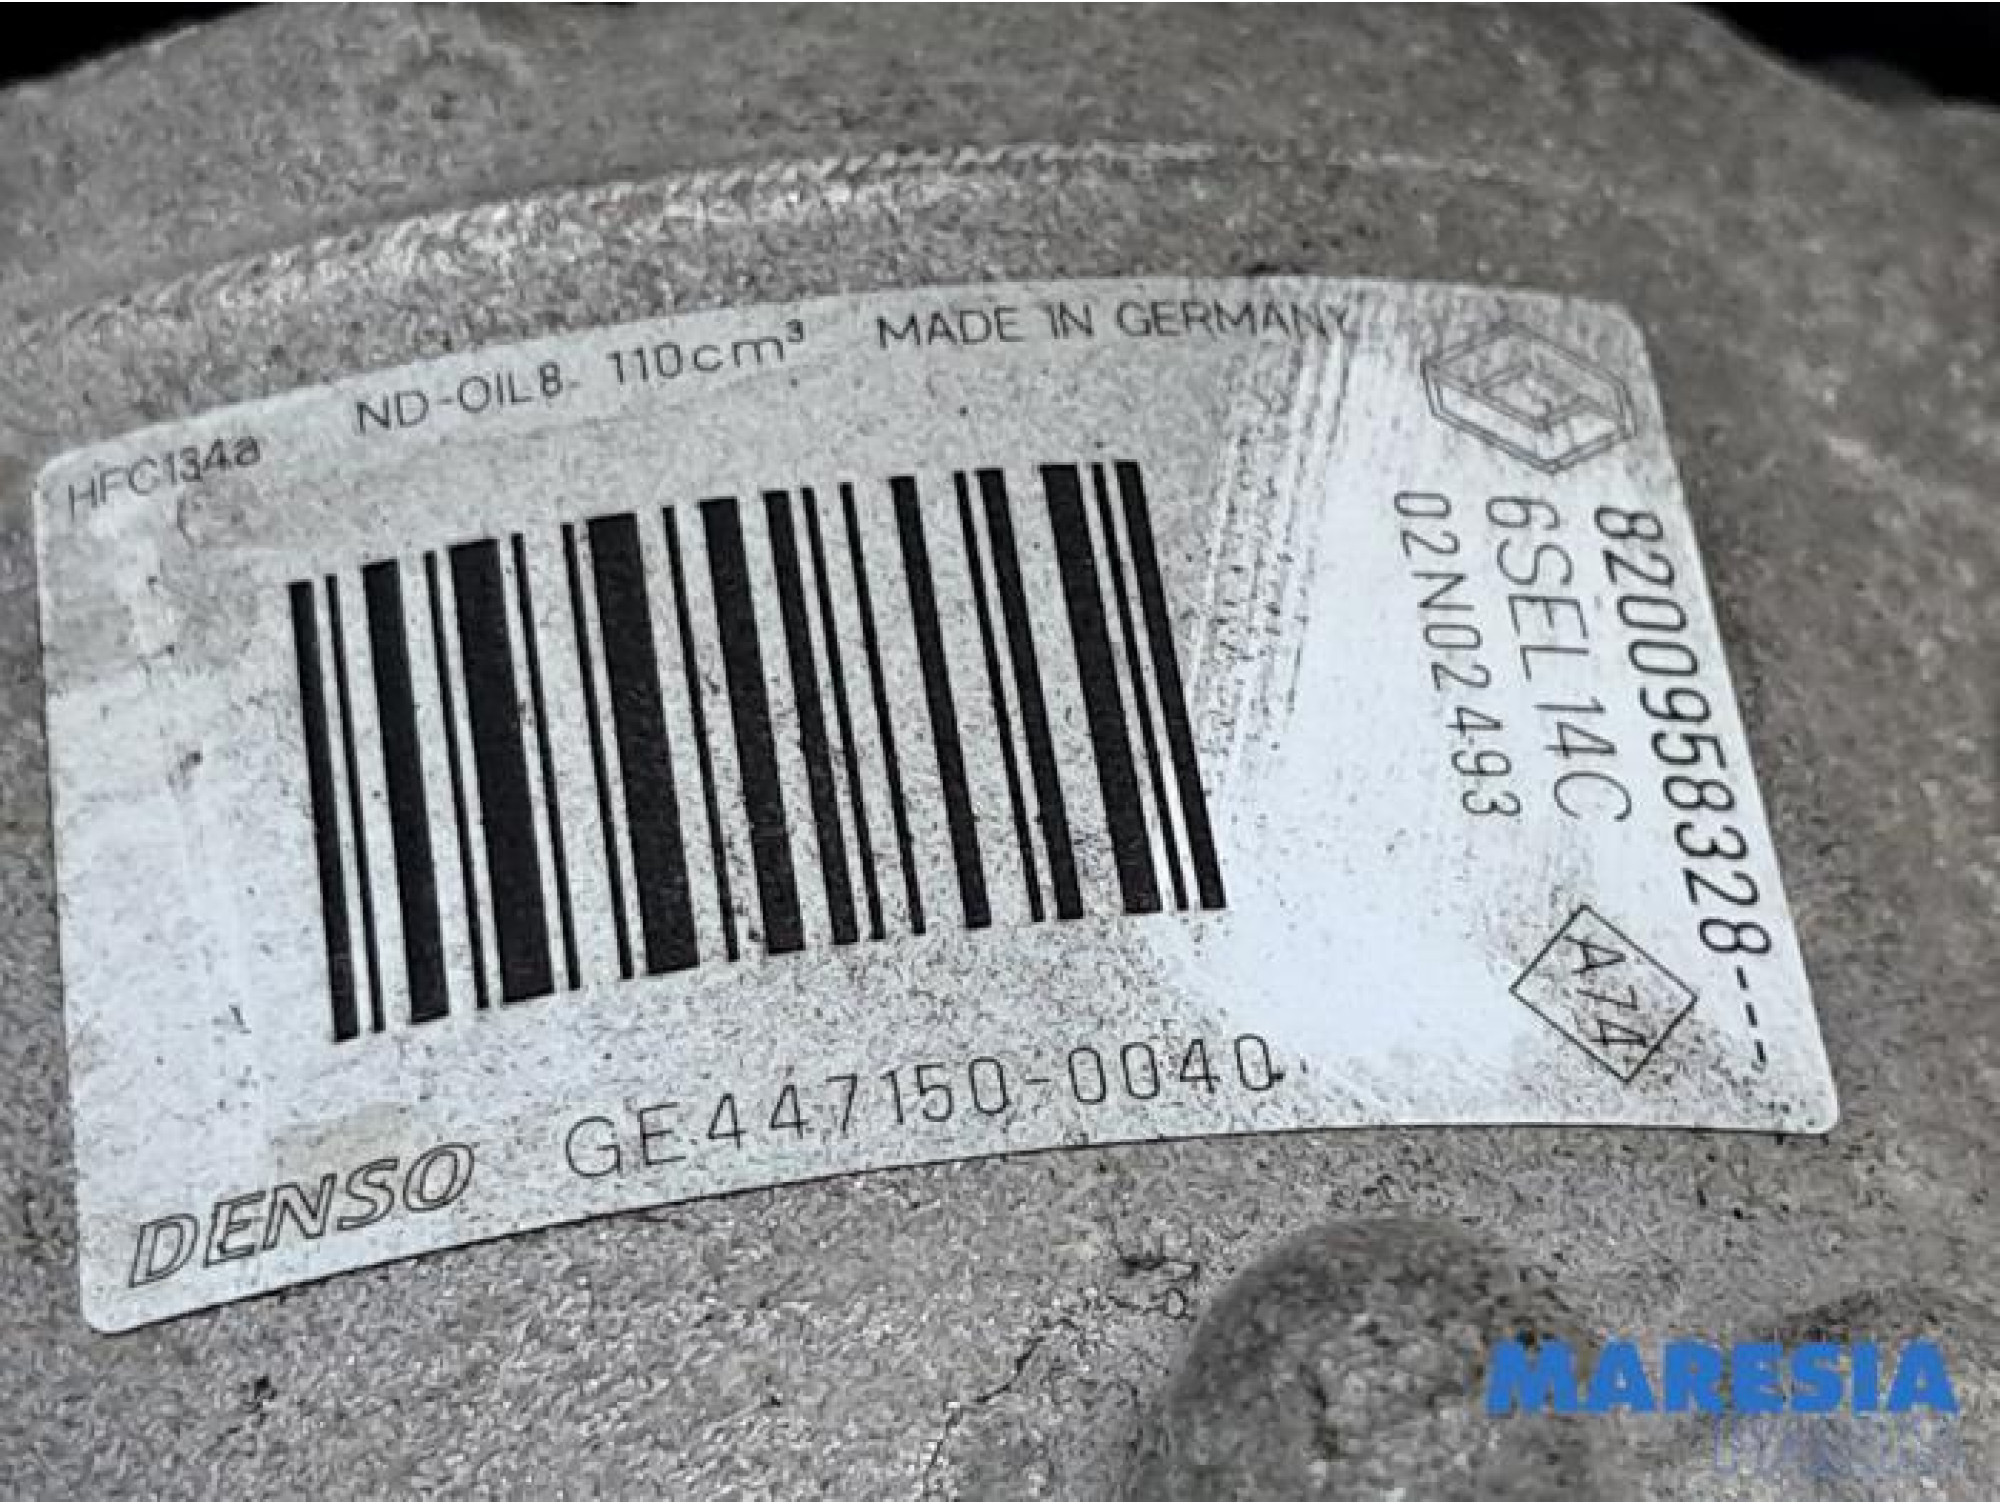 HFC134a ND-OIL8 110cm³ MADE IN GERMANY
8200958328---
6SEL14C
02N02493
A74
DENSO GE447150-0040
MARESIA